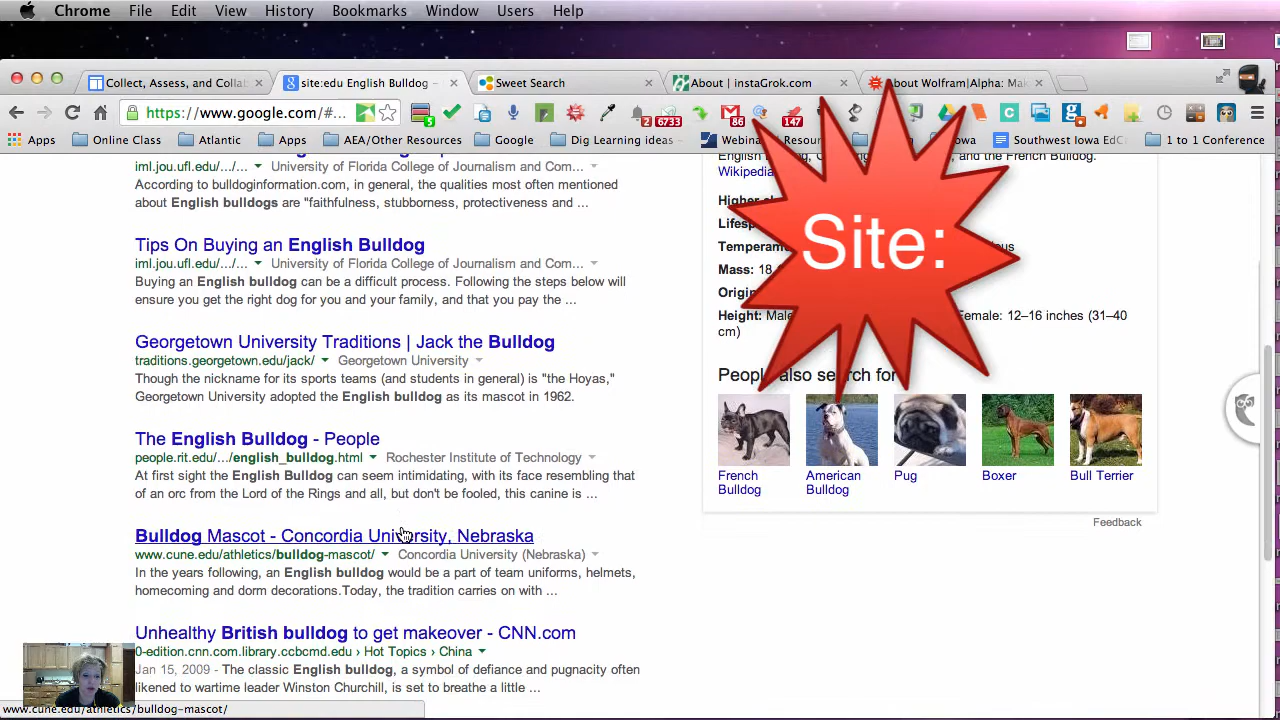 Chrome File Edit View History Bookmarks Window Users Help
Collect, Assess, and Colla
site:edu English Bulldog –
Sweet Search
About | instaGrok.com
About Wolfram|Alpha: Ma
https://www.google.com/#...
5
2
6733
86
147
Apps Online Class Atlantic Apps AEA/Other Resources Google Dig Learning ideas Webina Southwest Iowa EdC 1 to 1 Conference
iml.jou.ufl.edu/.../... University of Florida College of Journalism and Com...
According to bulldoginformation.com, in general, the qualities most often mentioned
about English bulldogs are "faithfulness, stubborness, protectiveness and ...
Tips On Buying an English Bulldog
iml.jou.ufl.edu/.../... University of Florida College of Journalism and Com...
Buying an English bulldog can be a difficult process. Following the steps below will
ensure you get the right dog for you and your family, and that you pay the ...
Georgetown University Traditions | Jack the Bulldog
traditions.georgetown.edu/jack/ Georgetown University
Though the nickname for its sports teams (and students in general) is "the Hoyas,"
Georgetown University adopted the English bulldog as its mascot in 1962.
The English Bulldog - People
people.rit.edu/.../english_bulldog.html Rochester Institute of Technology
At first sight the English Bulldog can seem intimidating, with its face resembling that
of an orc from the Lord of the Rings and all, but don't be fooled, this canine is ...
Bulldog Mascot - Concordia University, Nebraska
www.cune.edu/athletics/bulldog-mascot/ Concordia University (Nebraska)
In the years following, an English bulldog would be a part of team uniforms, helmets,
homecoming and dorm decorations.Today, the tradition carries on with ...
Unhealthy British bulldog to get makeover - CNN.com
0-edition.cnn.com.library.ccbcmd.edu › Hot Topics › China
Jan 15, 2009 - The classic English bulldog, a symbol of defiance and pugnacity often
likened to wartime leader Winston Churchill, is set to breathe a little ...
www.cune.edu/athletics/bulldog-mascot/
and the French Bulldog.
Wikipedia
Higher
Lifesp
Temperam
Mass: 18
Origi
Height: Male Female: 12–16 inches (31–40
cm)
Site:
People also search for
French
Bulldog
American
Bulldog
Pug
Boxer
Bull Terrier
Feedback